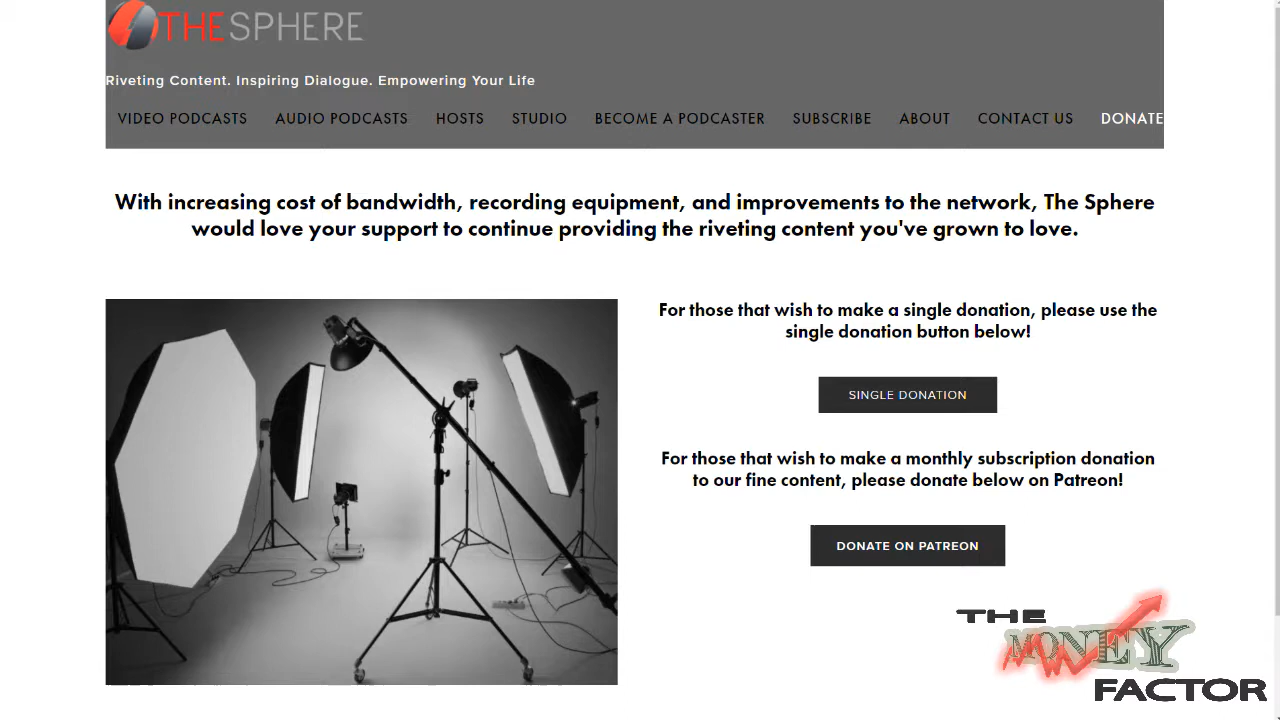 THESPHERE
Riveting Content. Inspiring Dialogue. Empowering Your Life
VIDEO PODCASTS AUDIO PODCASTS HOSTS STUDIO BECOME A PODCASTER SUBSCRIBE ABOUT CONTACT US DONATE
With increasing cost of bandwidth, recording equipment, and improvements to the network, The Sphere
would love your support to continue providing the riveting content you've grown to love.
For those that wish to make a single donation, please use the
single donation button below!
SINGLE DONATION
For those that wish to make a monthly subscription donation
to our fine content, please donate below on Patreon!
DONATE ON PATREON
THE
MONEY
FACTOR